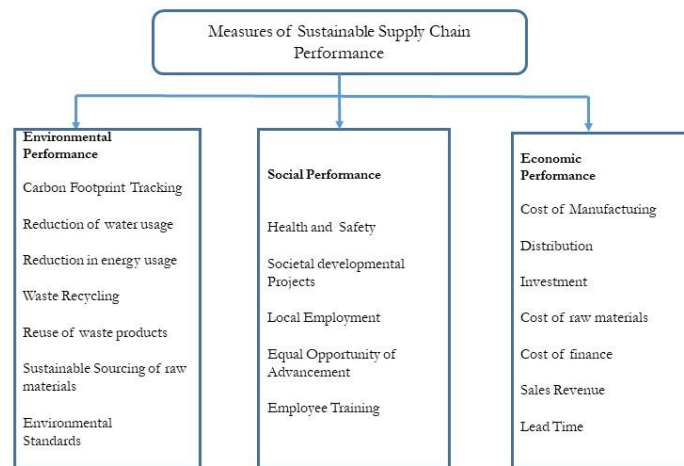 Measures of Sustainable Supply Chain
Performance
Environmental
Performance
Carbon Footprint Tracking
Reduction of water usage
Reduction in energy usage
Waste Recycling
Reuse of waste products
Sustainable Sourcing of raw
materials
Environmental
Standards
Social Performance
Health and Safety
Societal developmental
Projects
Local Employment
Equal Opportunity of
Advancement
Employee Training
Economic
Performance
Cost of Manufacturing
Distribution
Investment
Cost of raw materials
Cost of finance
Sales Revenue
Lead Time